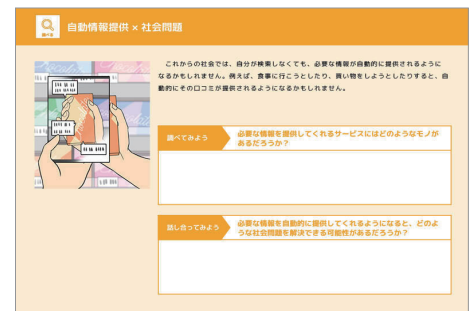 調べる
自動情報提供 × 社会問題
これからの社会では、自分が検索しなくても、必要な情報が自動的に提供されるように
なるかもしれません。例えば、食事に行こうとしたり、買い物をしようとしたりすると、自
動的にその口コミが提供されるようになるかもしれません。
調べてみよう
必要な情報を提供してくれるサービスにはどのようなモノが
あるだろうか？
話し合ってみよう
必要な情報を自動的に提供してくれるようになると、どのよ
うな社会問題を解決できる可能性があるだろうか？